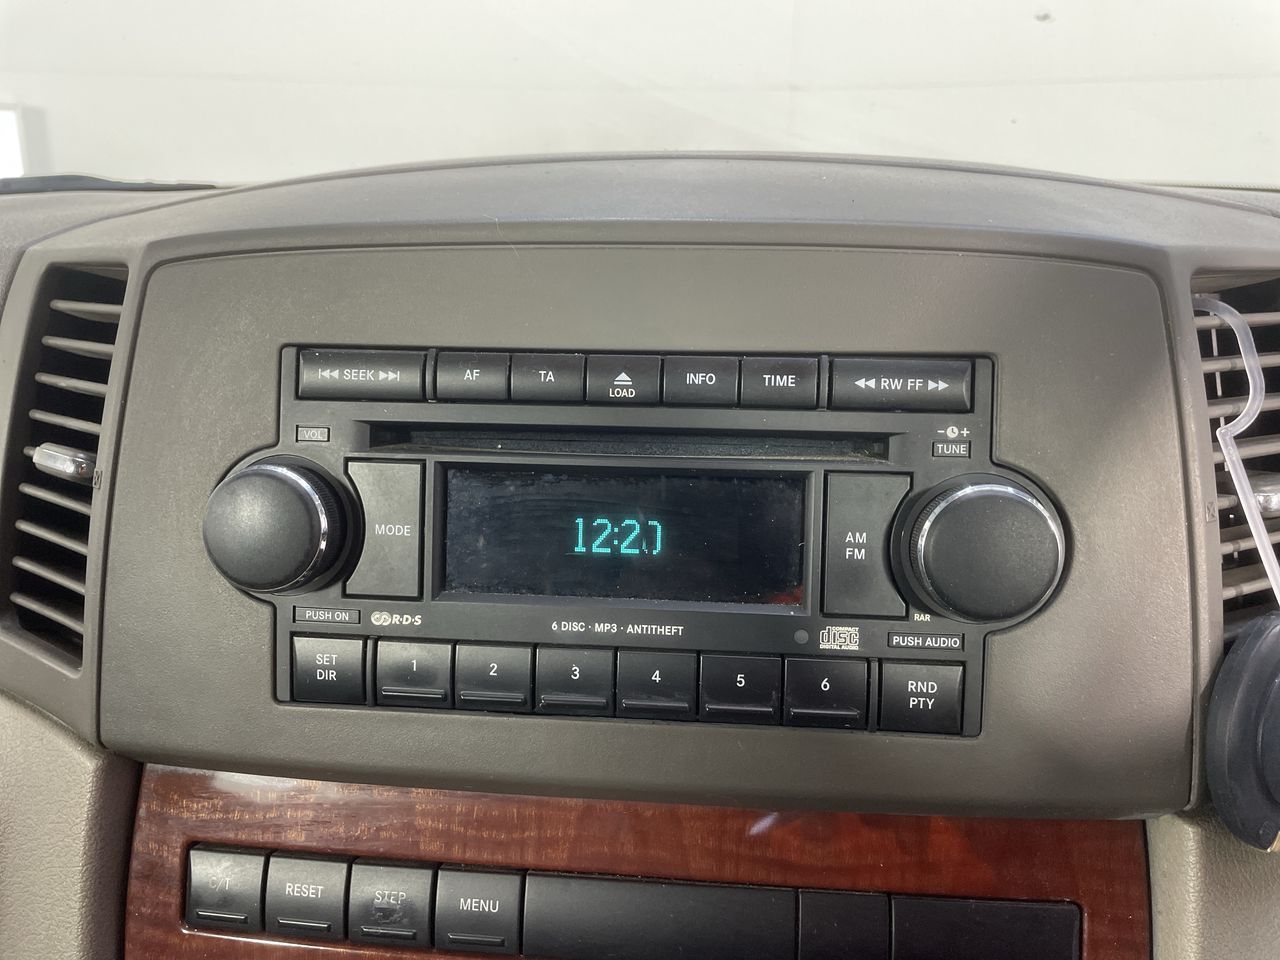 SEEK
AF
TA
LOAD
INFO
TIME
RW FF
VOL
- +
TUNE
MODE
12:20
AM
FM
PUSH ON
R·D·S
6 DISC · MP3 · ANTITHEFT
COMPACT
disc
DIGITAL AUDIO
RAR
PUSH AUDIO
SET
DIR
1
2
3
4
5
6
RND
PTY
C/T
RESET
STEP
MENU